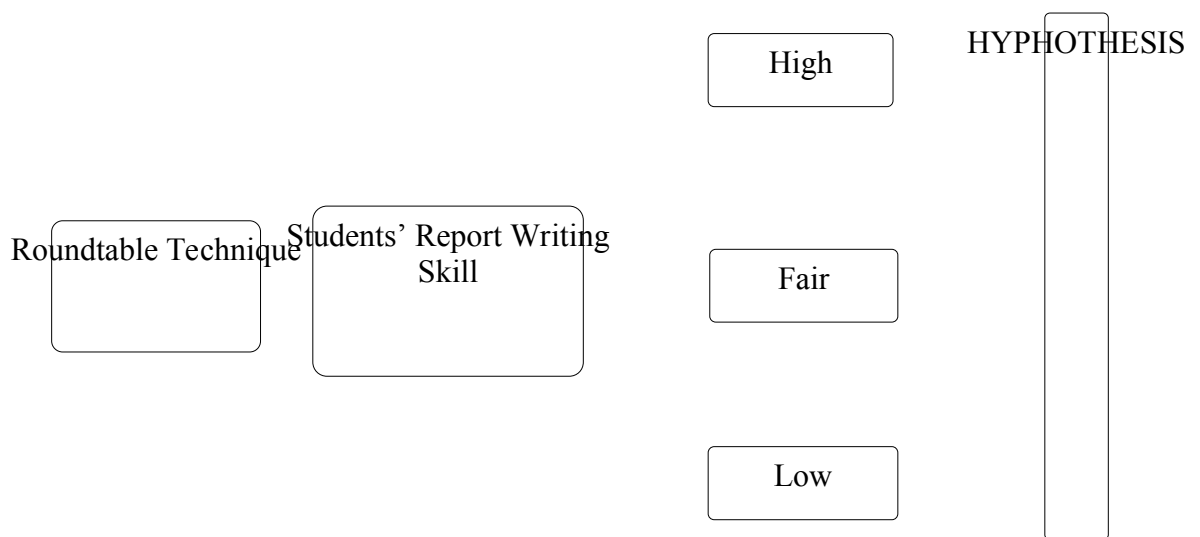 Roundtable Technique
Students’ Report Writing
Skill
High
Fair
Low
HYPHOTHESIS